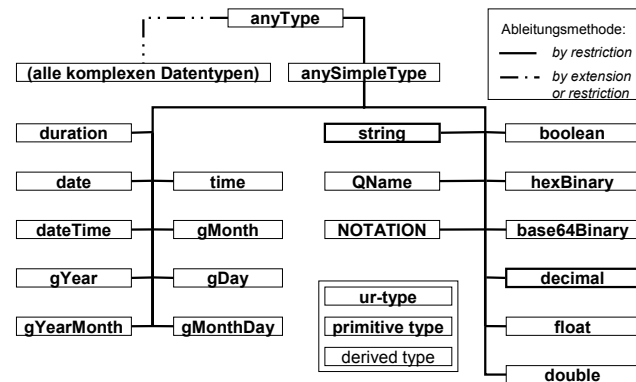 anyType
Ableitungsmethode:
by restriction
by extension
or restriction
(alle komplexen Datentypen)
anySimpleType
duration
string
boolean
date
time
QName
hexBinary
dateTime
gMonth
NOTATION
base64Binary
gYear
gDay
decimal
ur-type
gYearMonth
gMonthDay
primitive type
float
derived type
double